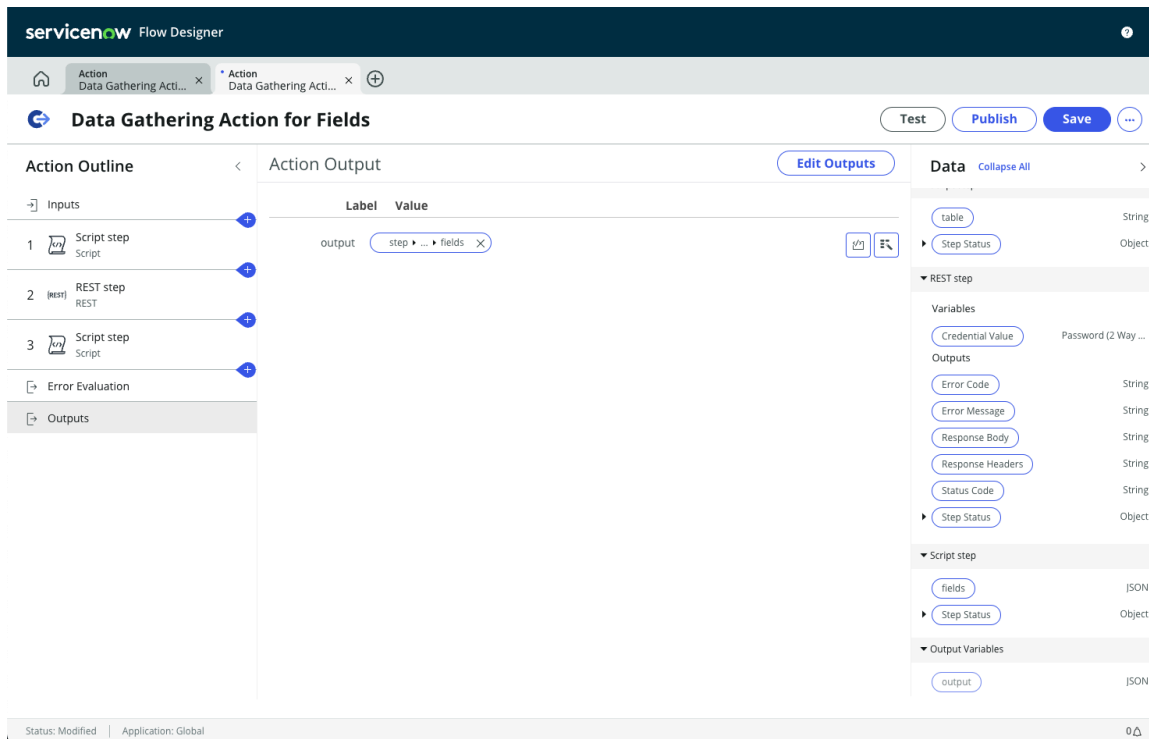 servicenow Flow Designer
?
Action
Data Gathering Acti...
Action
Data Gathering Acti...
Data Gathering Action for Fields
Test
Publish
Save
...
Action Outline
Inputs
1
Script step
Script
2
{REST}
REST step
REST
3
Script step
Script
Error Evaluation
Outputs
Action Output
Edit Outputs
Label Value
output
step ▸ ... ▸ fields
Data Collapse All
table String
Step Status Object
REST step
Variables
Credential Value Password (2 Way ...
Outputs
Error Code String
Error Message String
Response Body String
Response Headers String
Status Code String
Step Status Object
Script step
fields JSON
Step Status Object
Output Variables
output JSON
Status: Modified | Application: Global
0